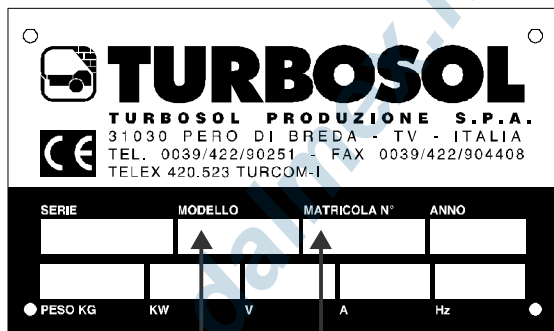 TURBOSOL
TURBOSOL PRODUZIONE S.P.A.
31030 PERO DI BREDA - TV - ITALIA
TEL. 0039/422/90251 - FAX 0039/422/904408
CE
TELEX 420.523 TURCOM-I
SERIE MODELLO MATRICOLA N° ANNO
PESO KG KW V A Hz